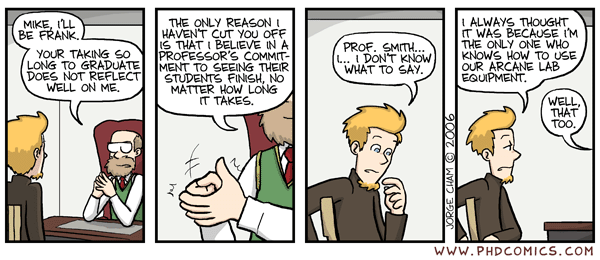 MIKE, I'LL
BE FRANK.
YOUR TAKING SO
LONG TO GRADUATE
DOES NOT REFLECT
WELL ON ME.
THE ONLY REASON I
HAVEN'T CUT YOU OFF
IS THAT I BELIEVE IN A
PROFESSOR'S COMMIT-
MENT TO SEEING THEIR
STUDENTS FINISH, NO
MATTER HOW LONG
IT TAKES.
PROF. SMITH...
I... I DON'T KNOW
WHAT TO SAY.
JORGE CHAM © 2006
I ALWAYS THOUGHT
IT WAS BECAUSE I'M
THE ONLY ONE WHO
KNOWS HOW TO USE
OUR ARCANE LAB
EQUIPMENT.
WELL,
THAT
TOO.
WWW.PHDCOMICS.COM